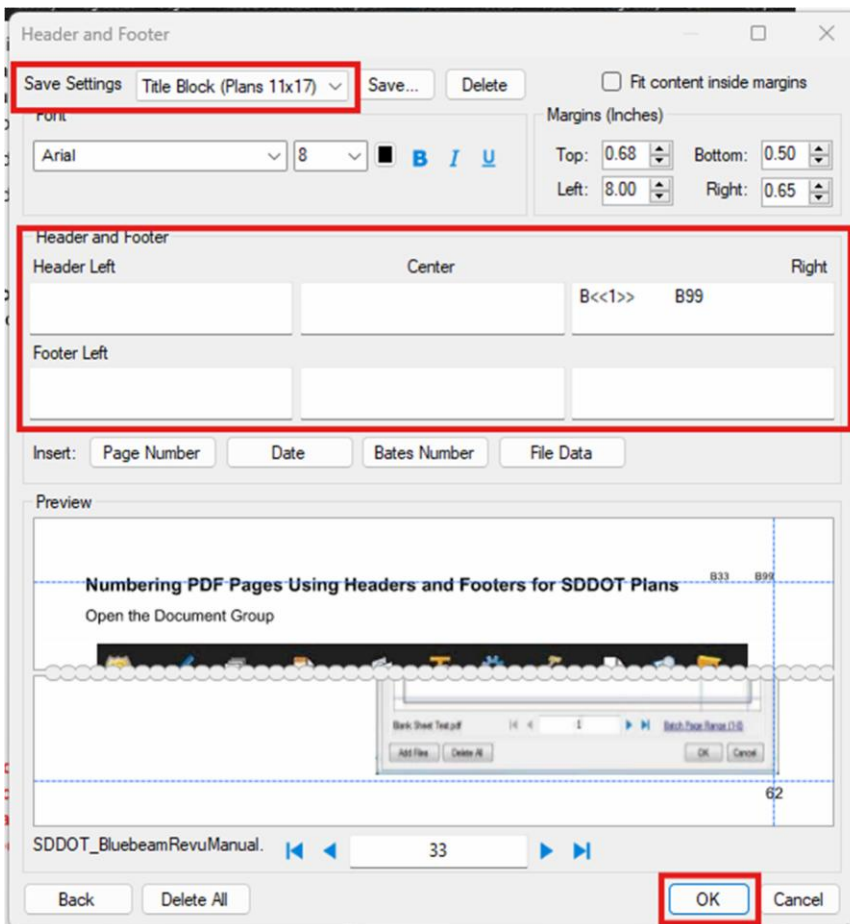 Header and Footer
Save Settings Title Block (Plans 11x17) Save... Delete Fit content inside margins
Font Margins (Inches)
Arial 8 B I U Top: 0.68 Bottom: 0.50
Left: 8.00 Right: 0.65
Header and Footer
Header Left Center Right
B<<1>> B99
Footer Left
Insert: Page Number Date Bates Number File Data
Preview
Numbering PDF Pages Using Headers and Footers for SDDOT Plans B33 B99
Open the Document Group
Blank Sheet Test.pdf 1 Batch Page Range (1-8)
Add Files Delete All OK Cancel
62
SDDOT_BluebeamRevuManual. 33
Back Delete All OK Cancel